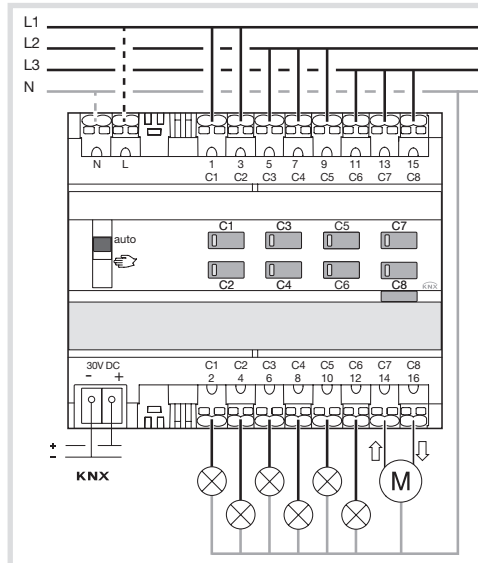 L1
L2
L3
N
N L 1 3 5 7 9 11 13 15
C1 C2 C3 C4 C5 C6 C7 C8
auto
C1 C3 C5 C7
C2 C4 C6 C8
KNX
30V DC
- +
C1 C2 C3 C4 C5 C6 C7 C8
2 4 6 8 10 12 14 16
+
-
KNX
M